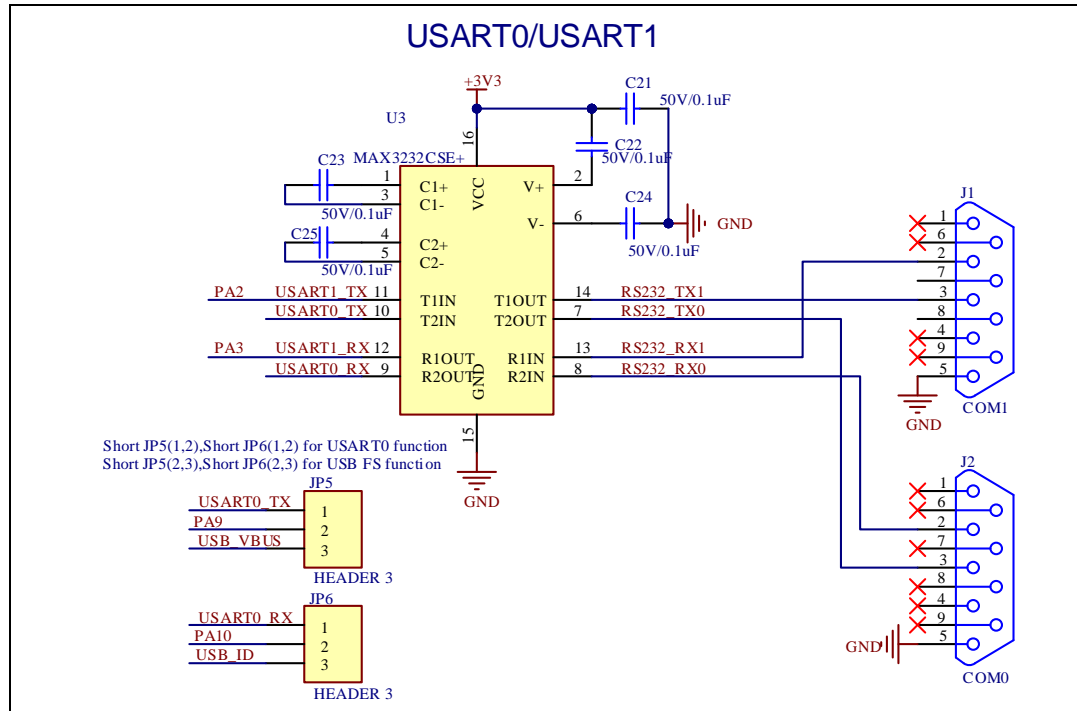 USART0/USART1
+3V3
C21
50V/0.1uF
U3
16
C22
50V/0.1uF
MAX3232CSE+
C23
1
C1+
VCC
V+
2
3
C1-
50V/0.1uF
C24
V-
6
GND
50V/0.1uF
C25
4
C2+
5
C2-
50V/0.1uF
PA2
USART1_TX
11
T1IN
T1OUT
14
RS232_TX1
USART0_TX
10
T2IN
T2OUT
7
RS232_TX0
PA3
USART1_RX
12
R1OUT
R1IN
13
RS232_RX1
USART0_RX
9
R2OUT
R2IN
8
RS232_RX0
GND
15
GND
J1
1
6
2
7
3
8
4
9
5
GND
COM1
Short JP5(1,2),Short JP6(1,2) for USART0 function
Short JP5(2,3),Short JP6(2,3) for USB FS function
JP5
USART0_TX
1
PA9
2
USB_VBUS
3
HEADER 3
JP6
USART0_RX
1
PA10
2
USB_ID
3
HEADER 3
J2
1
6
2
7
3
8
4
9
5
GND
COM0